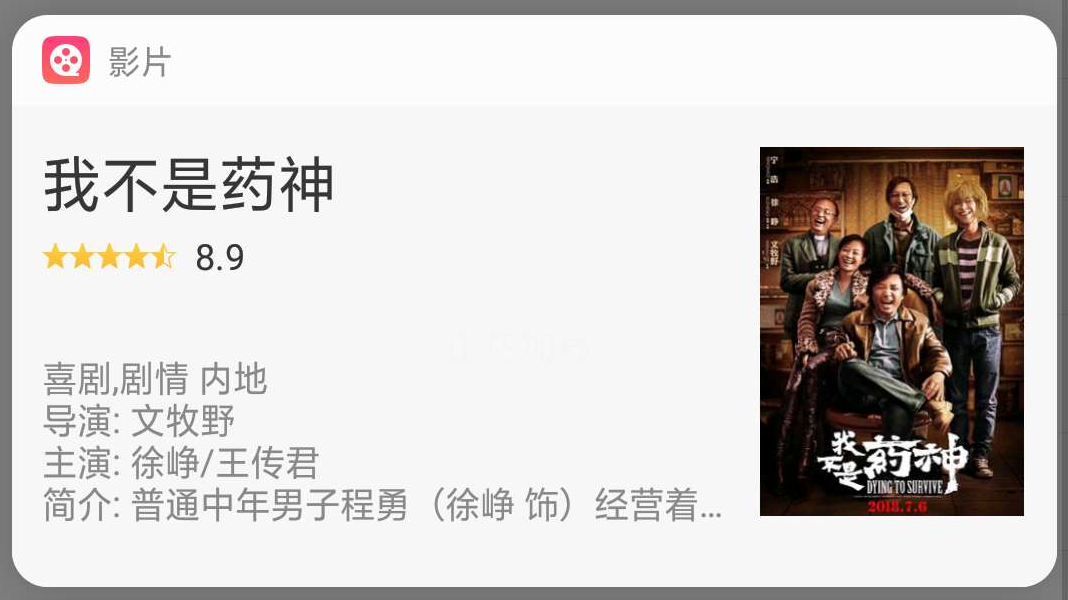 影片
我不是药神
8.9
喜剧,剧情 内地
导演: 文牧野
主演: 徐峥/王传君
简介: 普通中年男子程勇（徐峥 饰）经营着...
宁浩
徐峥
文牧野
我不是药神
DYING TO SURVIVE
2018.7.6